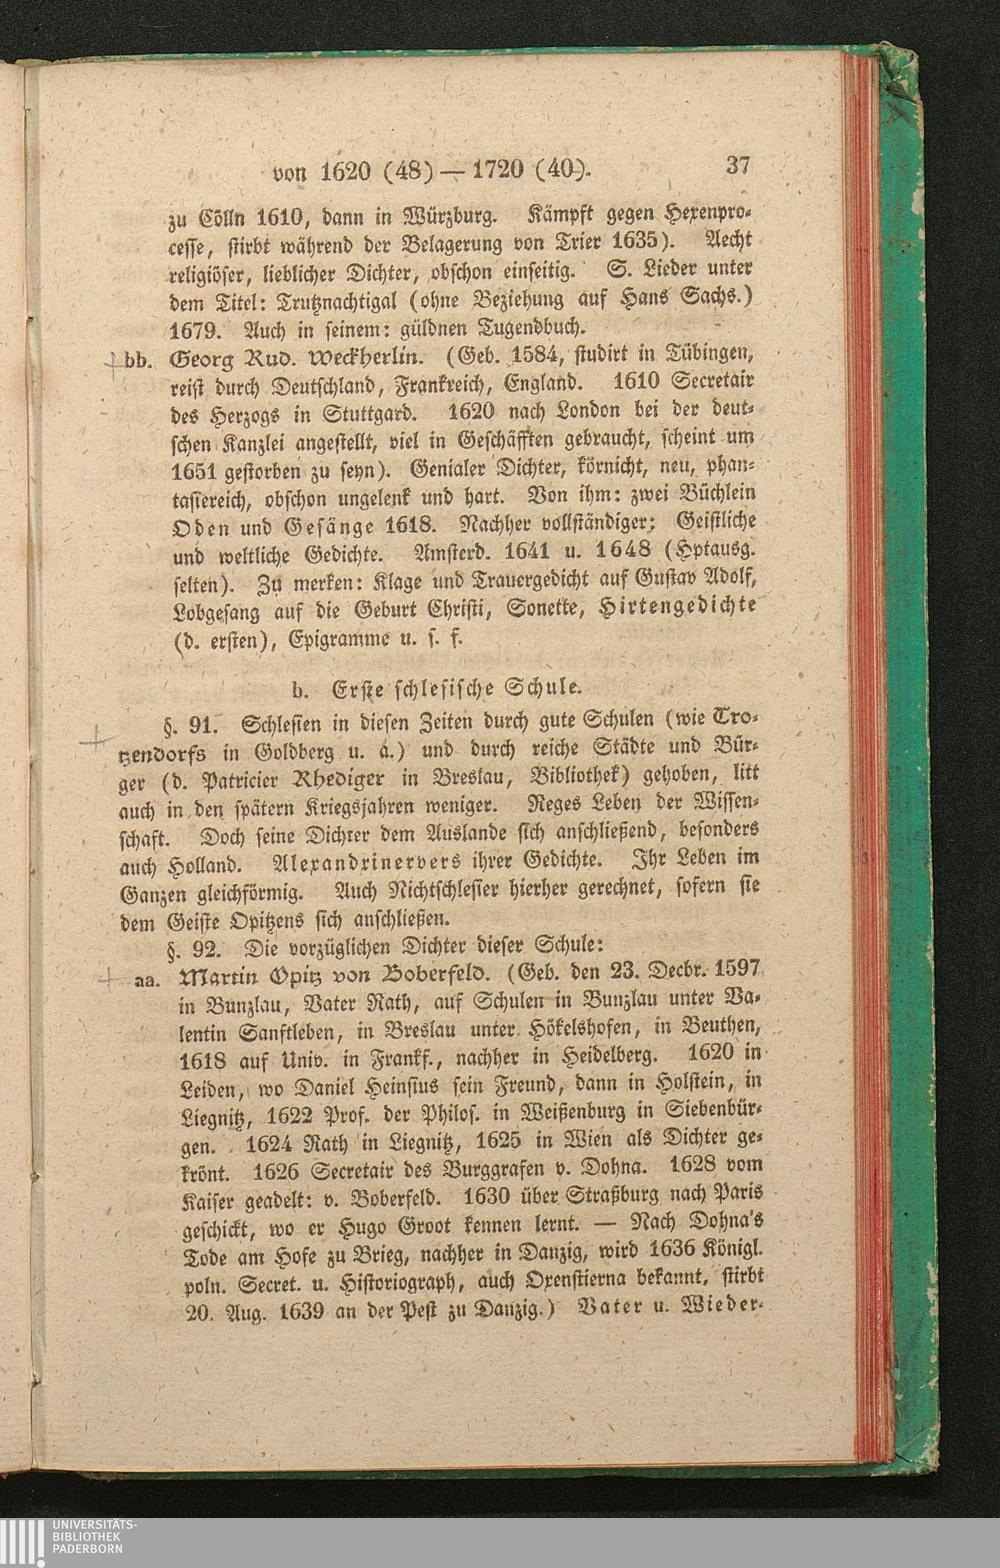 von 1620 (48) — 1720 (40). 37
zu Cölln 1610, dann in Würzburg. Kämpft gegen Hexenpro-
cesse, stirbt während der Belagerung von Trier 1635). Aecht
religiöser, lieblicher Dichter, obschon einseitig. S. Lieder unter
dem Titel: Trutznachtigal (ohne Beziehung auf Hans Sachs.)
1679. Auch in seinem: güldnen Tugendbuch.
bb. Georg Rud. Weckherlin. (Geb. 1584, studirt in Tübingen,
reist durch Deutschland, Frankreich, England. 1610 Secretair
des Herzogs in Stuttgard. 1620 nach London bei der deut-
schen Kanzlei angestellt, viel in Geschäfften gebraucht, scheint um
1651 gestorben zu seyn). Genialer Dichter, körnicht, neu, phan-
tasiereich, obschon ungelenk und hart. Von ihm: zwei Büchlein
Oden und Gesänge 1618. Nachher vollständiger: Geistliche
und weltliche Gedichte. Amsterd. 1641 u. 1648 (Hptausg.
selten). Zu merken: Klage und Trauergedicht auf Gustav Adolf,
Lobgesang auf die Geburt Christi, Sonette, Hirtengedichte
(d. ersten), Epigramme u. s. f.
b. Erste schlesische Schule.
§. 91. Schlesien in diesen Zeiten durch gute Schulen (wie Tro-
tzendorfs in Goldberg u. a.) und durch reiche Städte und Bür-
ger (d. Patricier Rhediger in Breslau, Bibliothek) gehoben, litt
auch in den spätern Kriegsjahren weniger. Reges Leben der Wissen-
schaft. Doch seine Dichter dem Auslande sich anschließend, besonders
auch Holland. Alexandrinervers ihrer Gedichte. Ihr Leben im
Ganzen gleichförmig. Auch Nichtschlesier hierher gerechnet, sofern sie
dem Geiste Opitzens sich anschließen.
§. 92. Die vorzüglichen Dichter dieser Schule:
aa. Martin Opitz von Boberfeld. (Geb. den 23. Decbr. 1597
in Bunzlau, Vater Rath, auf Schulen in Bunzlau unter Va-
lentin Sanftleben, in Breslau unter Hökelshofen, in Beuthen,
1618 auf Univ. in Frankf., nachher in Heidelberg. 1620 in
Leiden, wo Daniel Heinsius sein Freund, dann in Holstein, in
Liegnitz, 1622 Prof. der Philos. in Weißenburg in Siebenbür-
gen. 1624 Rath in Liegnitz, 1625 in Wien als Dichter ge-
krönt. 1626 Secretair des Burggrafen v. Dohna. 1628 vom
Kaiser geadelt: v. Boberfeld. 1630 über Straßburg nach Paris
geschickt, wo er Hugo Groot kennen lernt. — Nach Dohna's
Tode am Hofe zu Brieg, nachher in Danzig, wird 1636 Königl.
poln. Secret. u. Historiograph, auch Oxenstierna bekannt, stirbt
20. Aug. 1639 an der Pest zu Danzig.) Vater u. Wieder-
UNIVERSITÄTS-
BIBLIOTHEK
PADERBORN